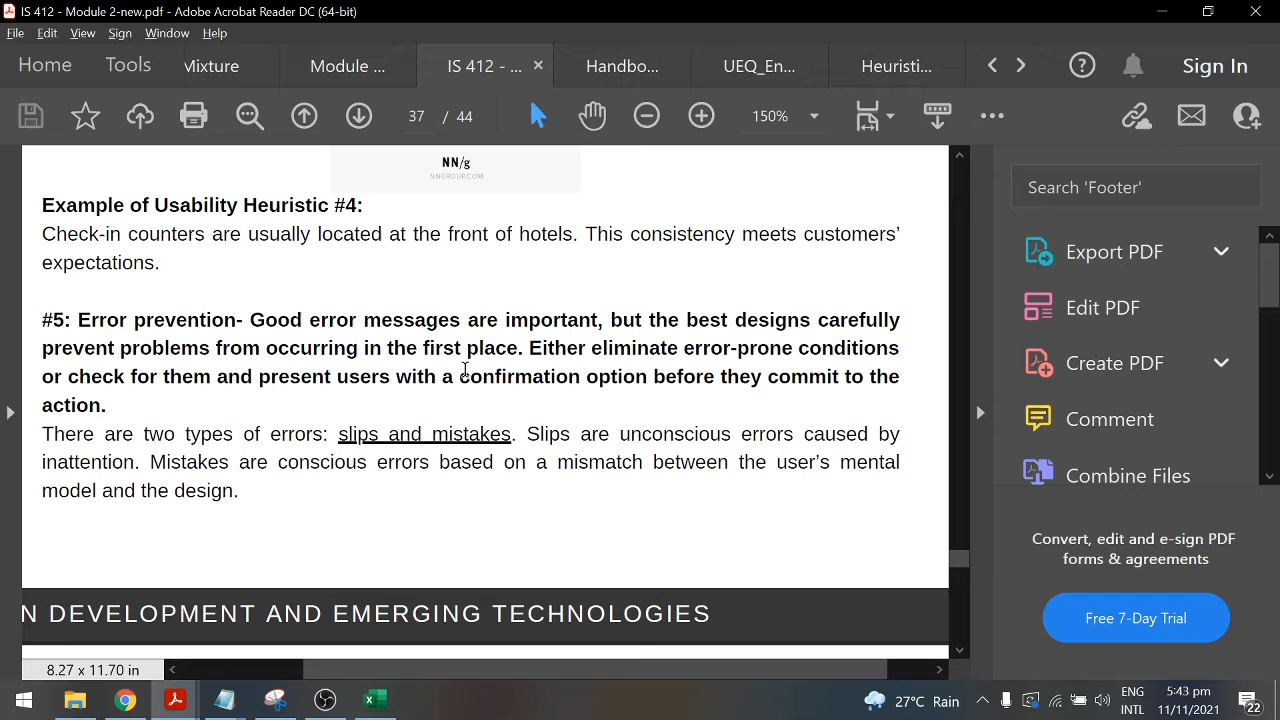 IS 412 - Module 2-new.pdf - Adobe Acrobat Reader DC (64-bit)
File Edit View Sign Window Help
Home Tools Mixture Module ... IS 412 - ... × Handbo... UEQ_En... Heuristi... Sign In
37 / 44 150%
NN/g
NNGROUP.COM
Example of Usability Heuristic #4:
Check-in counters are usually located at the front of hotels. This consistency meets customers’
expectations.
#5: Error prevention- Good error messages are important, but the best designs carefully
prevent problems from occurring in the first place. Either eliminate error-prone conditions
or check for them and present users with a confirmation option before they commit to the
action.
There are two types of errors: slips and mistakes. Slips are unconscious errors caused by
inattention. Mistakes are conscious errors based on a mismatch between the user’s mental
model and the design.
N DEVELOPMENT AND EMERGING TECHNOLOGIES
8.27 x 11.70 in
Search 'Footer'
Export PDF
Edit PDF
Create PDF
Comment
Combine Files
Convert, edit and e-sign PDF
forms & agreements
Free 7-Day Trial
27°C Rain
ENG
INTL
5:43 pm
11/11/2021
22